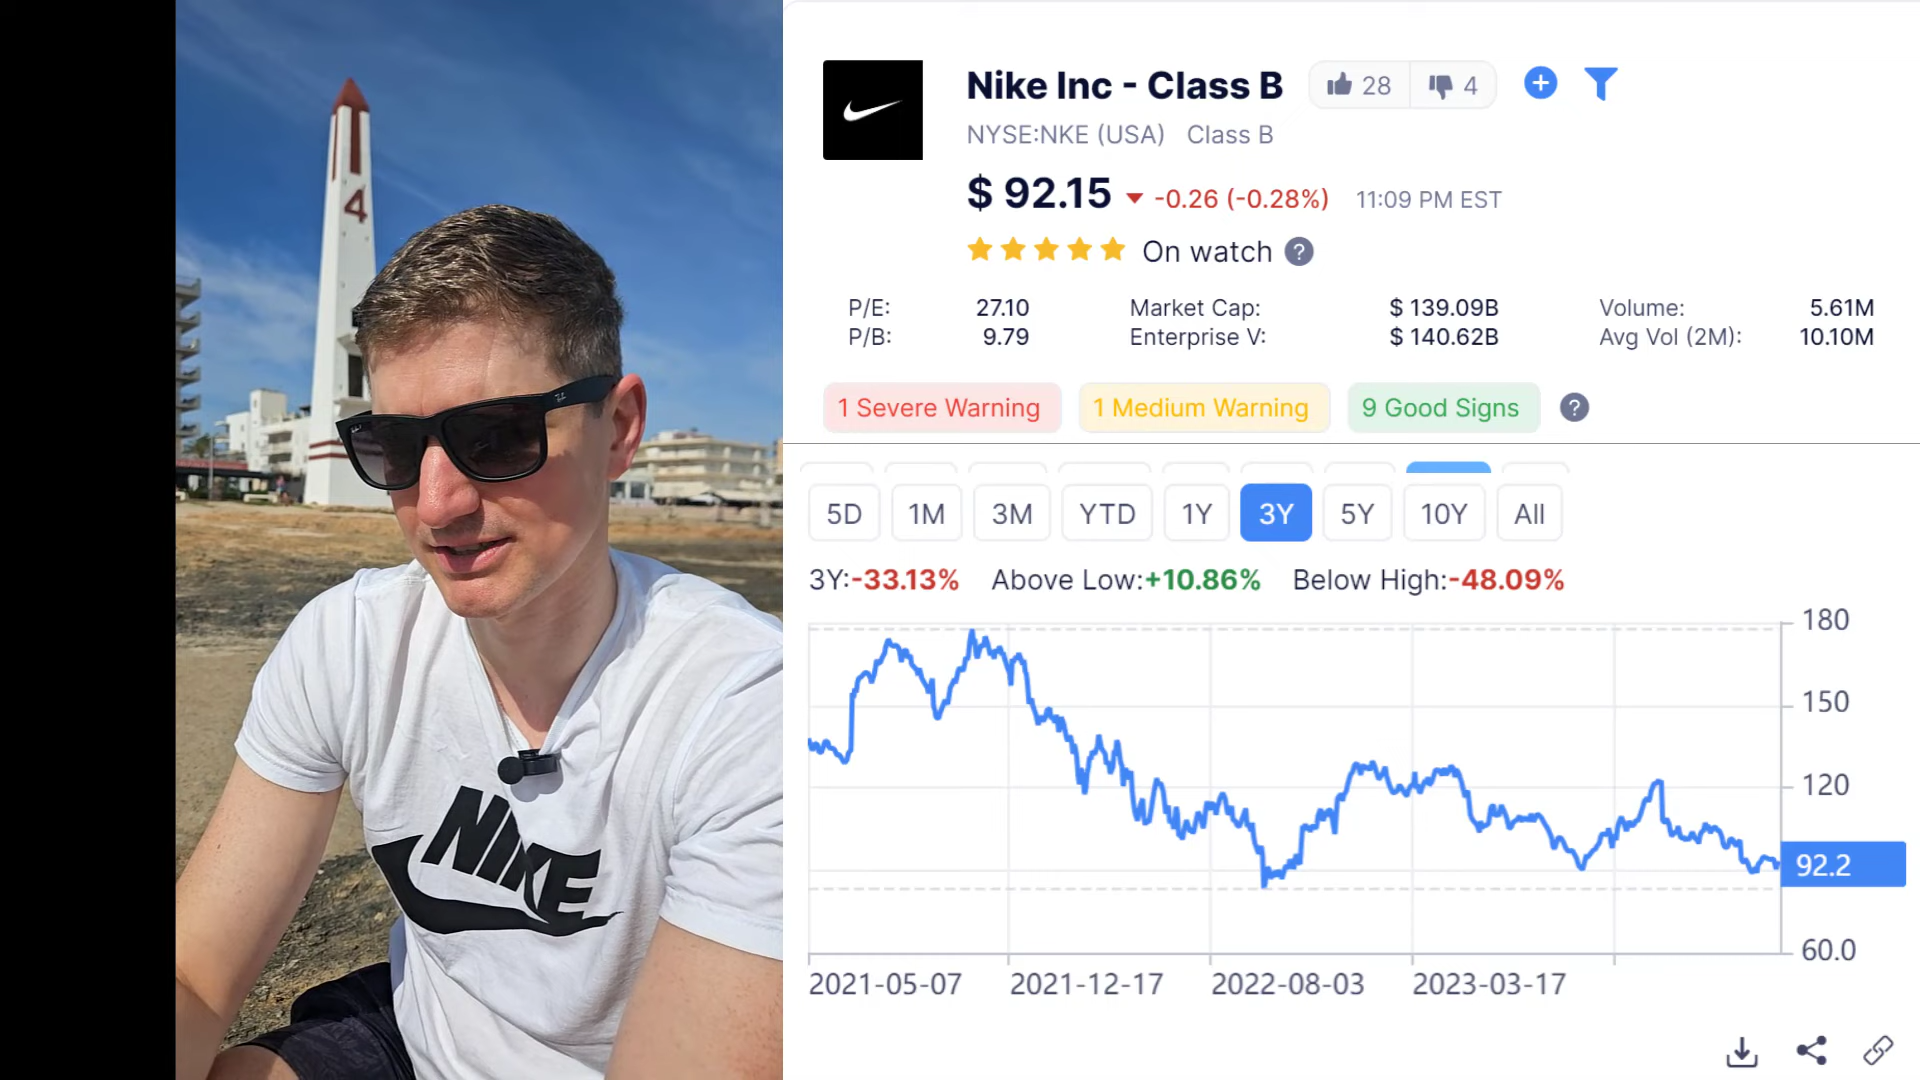 4
Ray-Ban
NIKE
Nike Inc - Class B
28
4
NYSE:NKE (USA) Class B
$ 92.15 -0.26 (-0.28%) 11:09 PM EST
On watch ?
P/E: 27.10 Market Cap: $ 139.09B Volume: 5.61M
P/B: 9.79 Enterprise V: $ 140.62B Avg Vol (2M): 10.10M
1 Severe Warning 1 Medium Warning 9 Good Signs ?
5D 1M 3M YTD 1Y 3Y 5Y 10Y All
3Y:-33.13% Above Low:+10.86% Below High:-48.09%
180
150
120
92.2
60.0
2021-05-07 2021-12-17 2022-08-03 2023-03-17